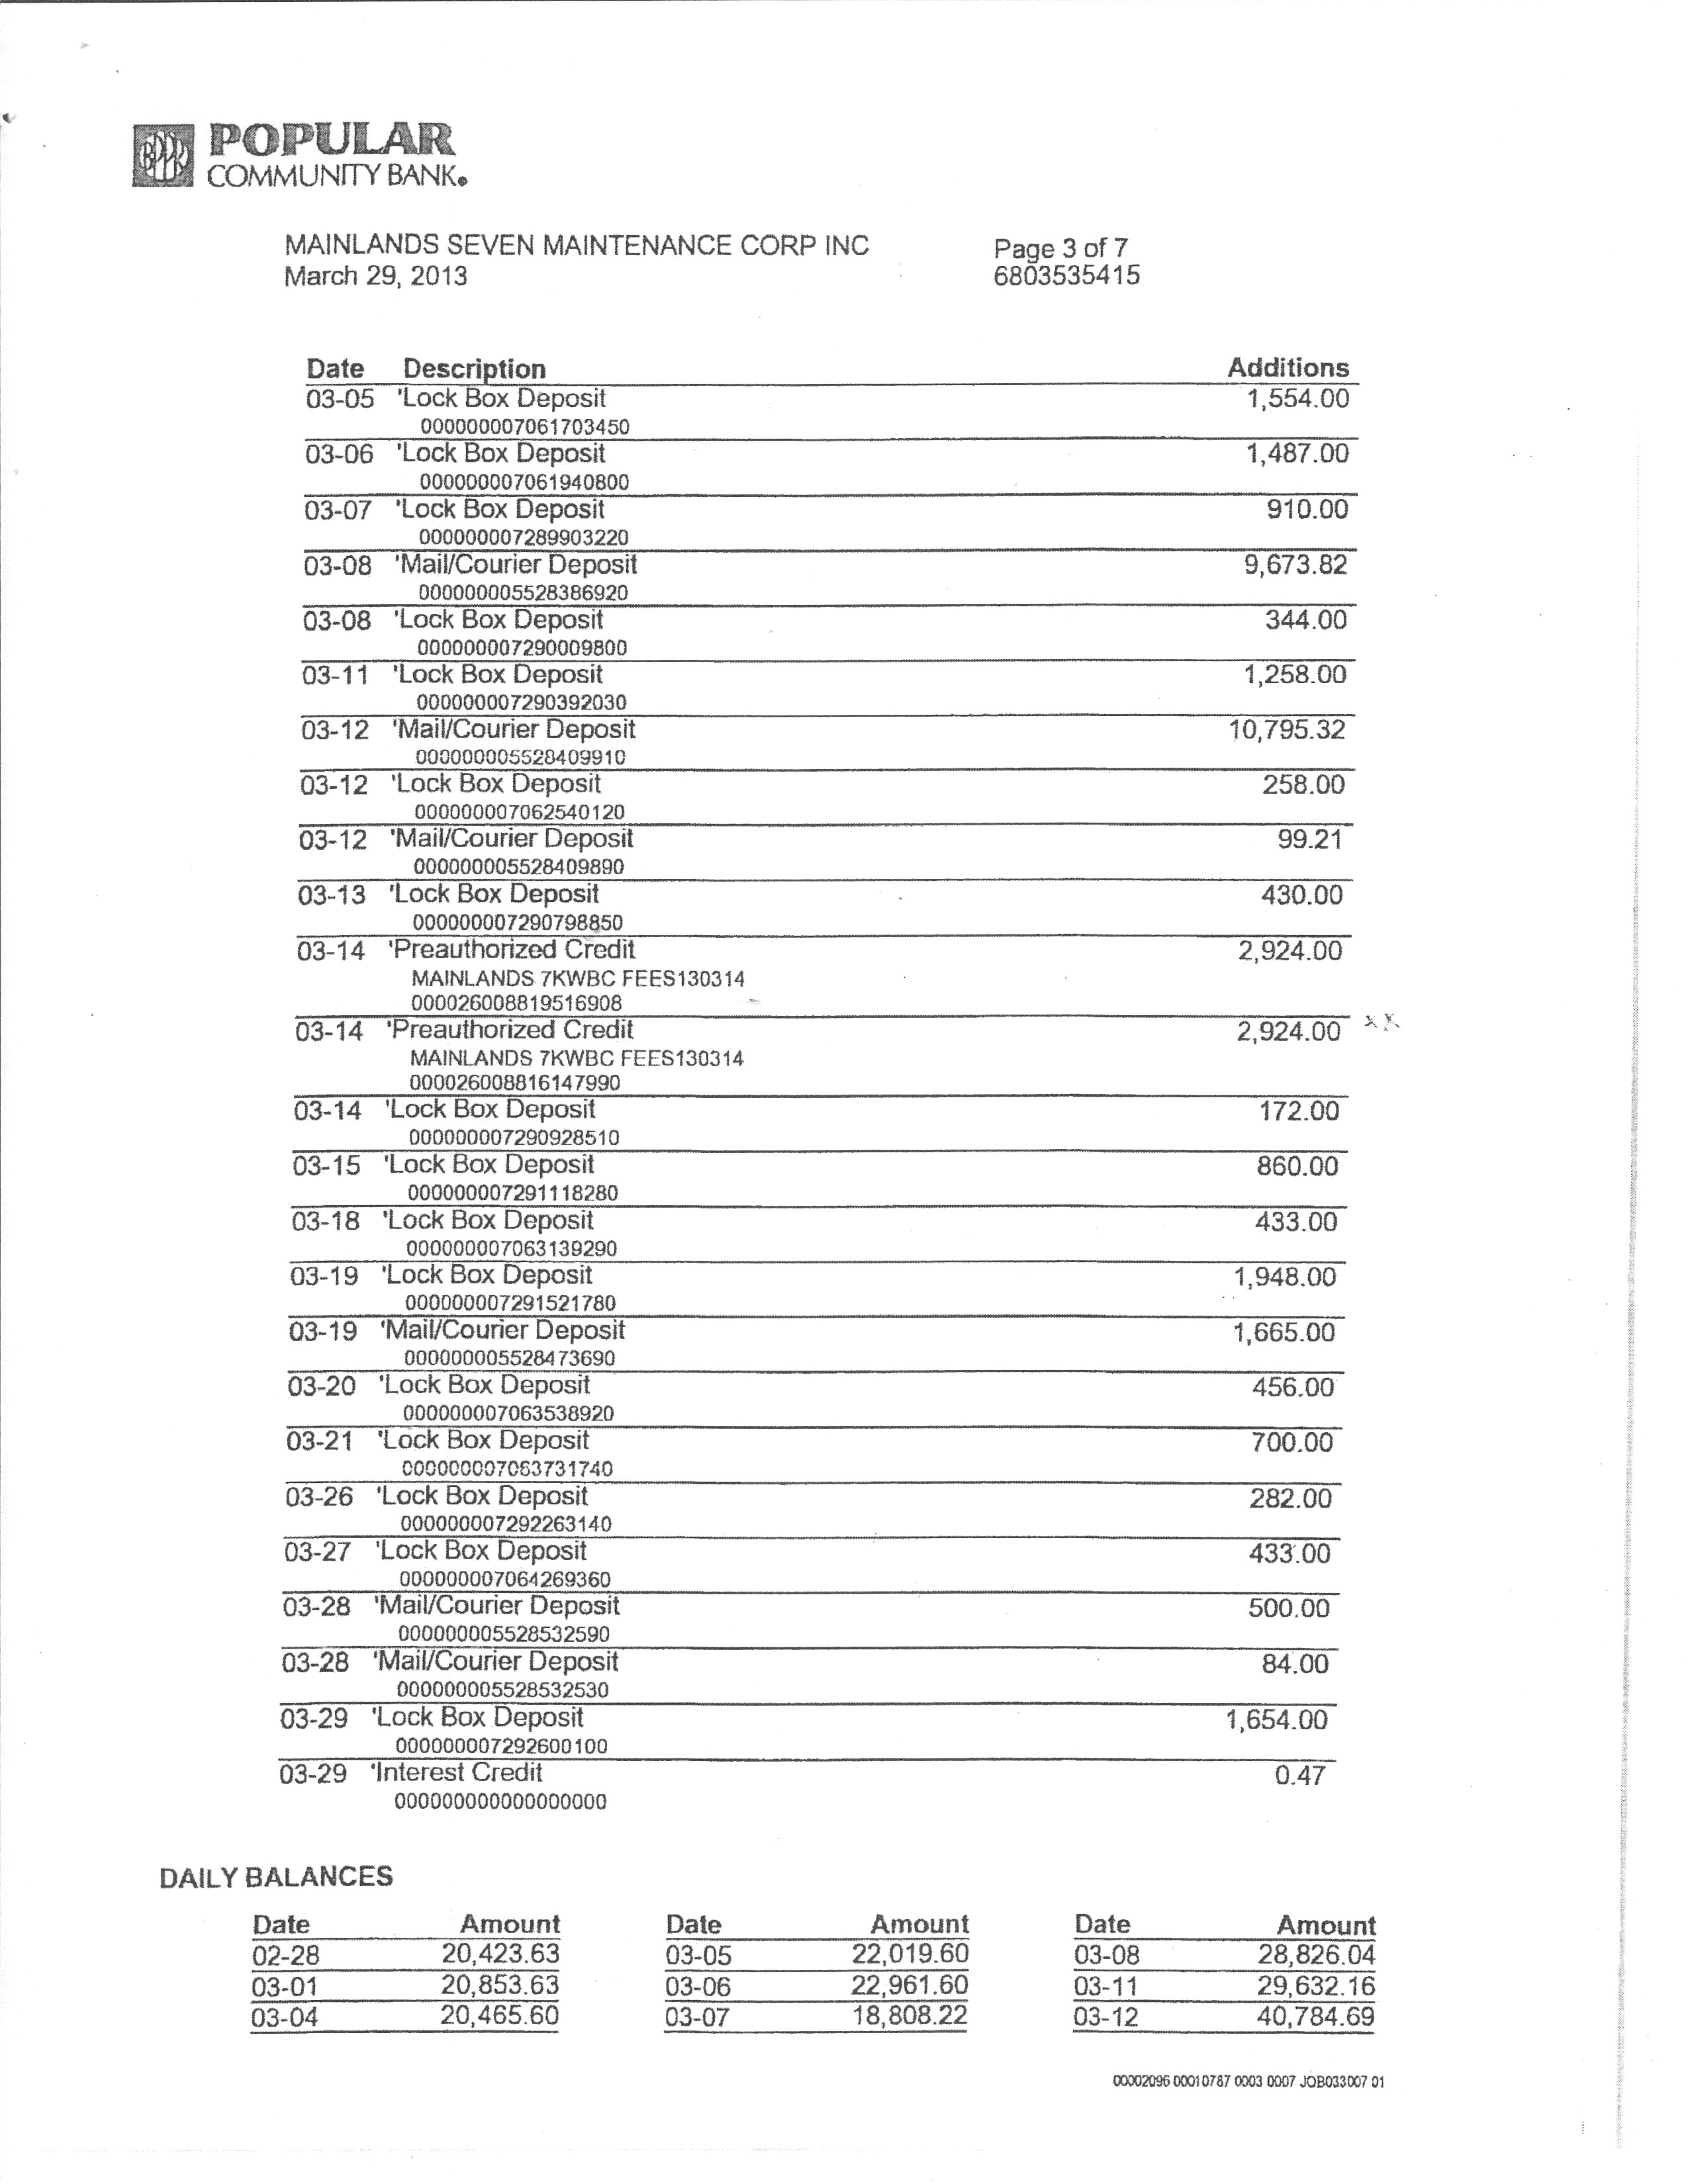 POPULAR
COMMUNITY BANK.
MAINLANDS SEVEN MAINTENANCE CORP INC Page 3 of 7
March 29, 2013 6803535415
Date Description Additions
03-05 'Lock Box Deposit 1,554.00
000000007061703450
03-06 'Lock Box Deposit 1,487.00
000000007061940800
03-07 'Lock Box Deposit 910.00
000000007289903220
03-08 'Mail/Courier Deposit 9,673.82
000000005528386920
03-08 'Lock Box Deposit 344.00
000000007290009800
03-11 'Lock Box Deposit 1,258.00
000000007290392030
03-12 'Mail/Courier Deposit 10,795.32
000000005528409910
03-12 'Lock Box Deposit 258.00
000000007062540120
03-12 'Mail/Courier Deposit 99.21
000000005528409890
03-13 'Lock Box Deposit 430.00
000000007290798850
03-14 'Preauthorized Credit 2,924.00
MAINLANDS 7KWBC FEES130314
000026008819516908
03-14 'Preauthorized Credit 2,924.00 xx
MAINLANDS 7KWBC FEES130314
000026008816147990
03-14 'Lock Box Deposit 172.00
000000007290928510
03-15 'Lock Box Deposit 860.00
000000007291118280
03-18 'Lock Box Deposit 433.00
000000007063139290
03-19 'Lock Box Deposit 1,948.00
000000007291521780
03-19 'Mail/Courier Deposit 1,665.00
000000005528473690
03-20 'Lock Box Deposit 456.00
000000007063538920
03-21 'Lock Box Deposit 700.00
000000007063731740
03-26 'Lock Box Deposit 282.00
000000007292263140
03-27 'Lock Box Deposit 433.00
000000007064269360
03-28 'Mail/Courier Deposit 500.00
000000005528532590
03-28 'Mail/Courier Deposit 84.00
000000005528532530
03-29 'Lock Box Deposit 1,654.00
000000007292600100
03-29 'Interest Credit 0.47
000000000000000000
DAILY BALANCES
Date Amount Date Amount Date Amount
02-28 20,423.63 03-05 22,019.60 03-08 28,826.04
03-01 20,853.63 03-06 22,961.60 03-11 29,632.16
03-04 20,465.60 03-07 18,808.22 03-12 40,784.69
00002096 00010787 0003 0007 JOB033007 01